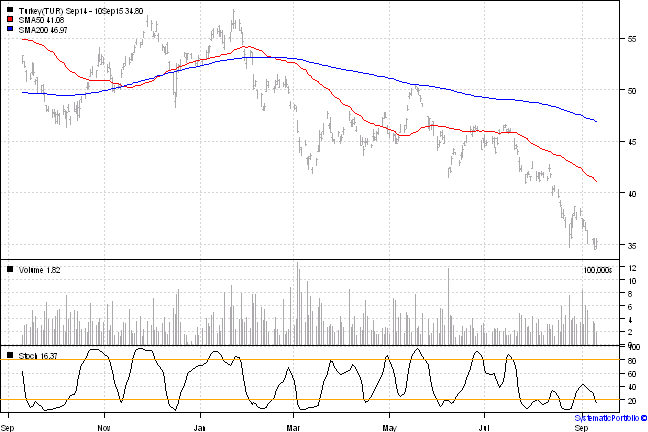 Turkey(TUR) Sep14 - 10Sep15 34.80
SMA50 41.08
SMA200 46.97
55
50
45
40
35
Volume 1.82
100,000s
12
10
8
6
4
2
0
Stoch 16.37
100
80
60
40
20
Sep Nov Jan Mar May Jul Sep
SystematicPortfolio ©